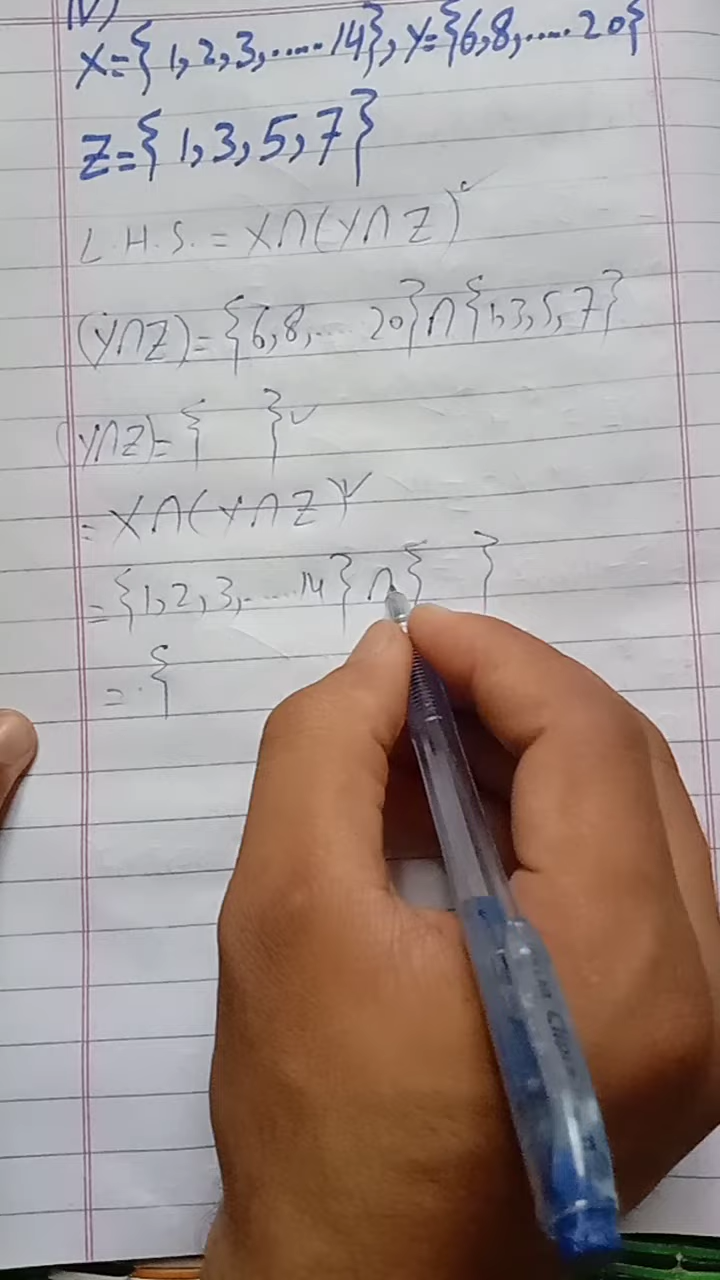 IV)
X={1,2,3,.....14}, Y={6,8,....20}
Z={1,3,5,7}
L.H.S. = X∩(Y∩Z)
(Y∩Z)={6,8,... 20}∩{1,3,5,7}
(Y∩Z)={ }
= X∩(Y∩Z)
={1,2,3,.....14}∩{ }
= {